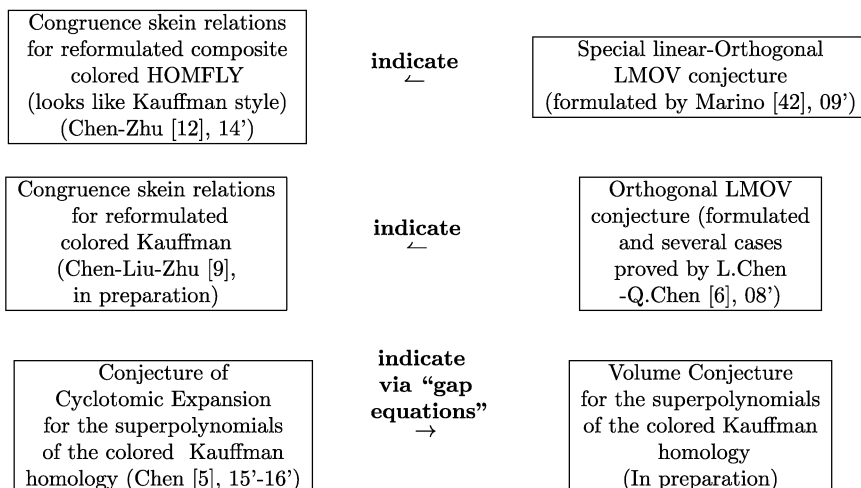 Congruence skein relations
for reformulated composite
colored HOMFLY
(looks like Kauffman style)
(Chen-Zhu [12], 14')
indicate
↽
Special linear-Orthogonal
LMOV conjecture
(formulated by Marino [42], 09')
Congruence skein relations
for reformulated
colored Kauffman
(Chen-Liu-Zhu [9],
in preparation)
indicate
↽
Orthogonal LMOV
conjecture (formulated
and several cases
proved by L.Chen
-Q.Chen [6], 08')
Conjecture of
Cyclotomic Expansion
for the superpolynomials
of the colored Kauffman
homology (Chen [5], 15'-16')
indicate
via “gap
equations”
→
Volume Conjecture
for the superpolynomials
of the colored Kauffman
homology
(In preparation)